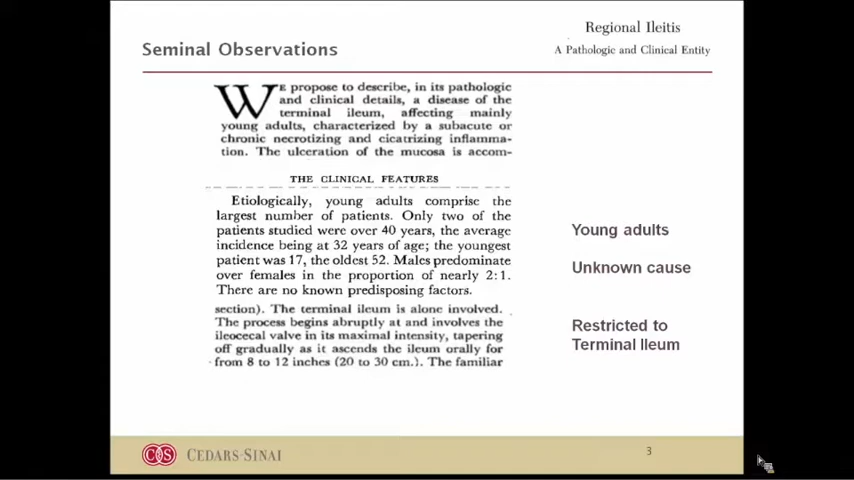 Seminal Observations
Regional Ileitis
A Pathologic and Clinical Entity
WE propose to describe, in its pathologic
and clinical details, a disease of the
terminal ileum, affecting mainly
young adults, characterized by a subacute or
chronic necrotizing and cicatrizing inflamma-
tion. The ulceration of the mucosa is accom-
THE CLINICAL FEATURES
Etiologically, young adults comprise the
largest number of patients. Only two of the
patients studied were over 40 years, the average
incidence being at 32 years of age; the youngest
patient was 17, the oldest 52. Males predominate
over females in the proportion of nearly 2:1.
There are no known predisposing factors.
section). The terminal ileum is alone involved.
The process begins abruptly at and involves the
ileocecal valve in its maximal intensity, tapering
off gradually as it ascends the ileum orally for
from 8 to 12 inches (20 to 30 cm.). The familiar
Young adults
Unknown cause
Restricted to
Terminal Ileum
CEDARS-SINAI
3